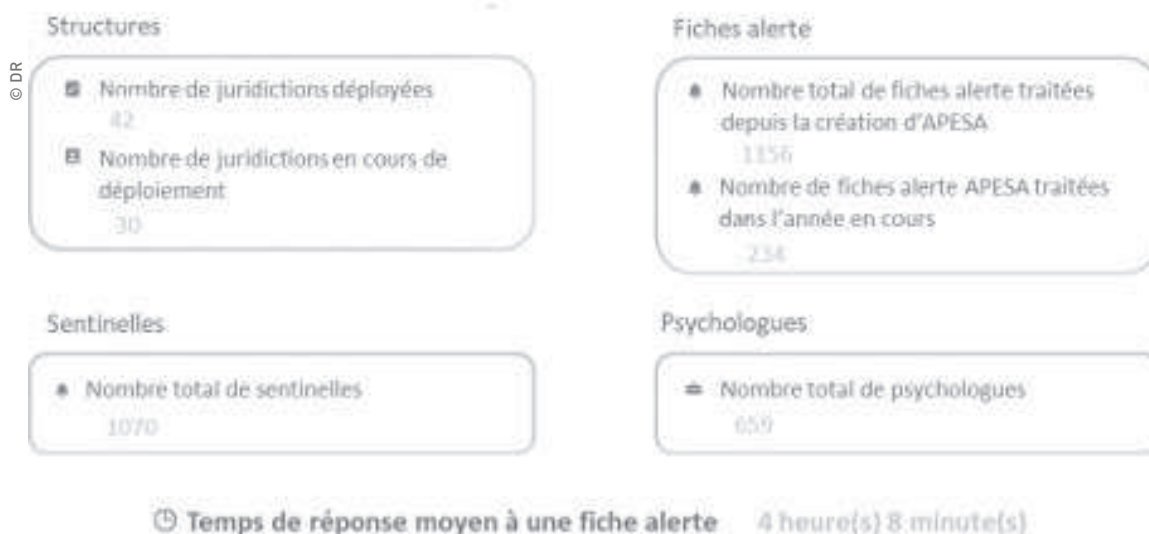 © DR
Structures
Nombre de juridictions déployées
42
Nombre de juridictions en cours de
déploiement
30
Fiches alerte
Nombre total de fiches alerte traitées
depuis la création d'APESA
1156
Nombre de fiches alerte APESA traitées
dans l'année en cours
234
Sentinelles
Nombre total de sentinelles
1070
Psychologues
Nombre total de psychologues
659
Temps de réponse moyen à une fiche alerte 4 heure(s) 8 minute(s)